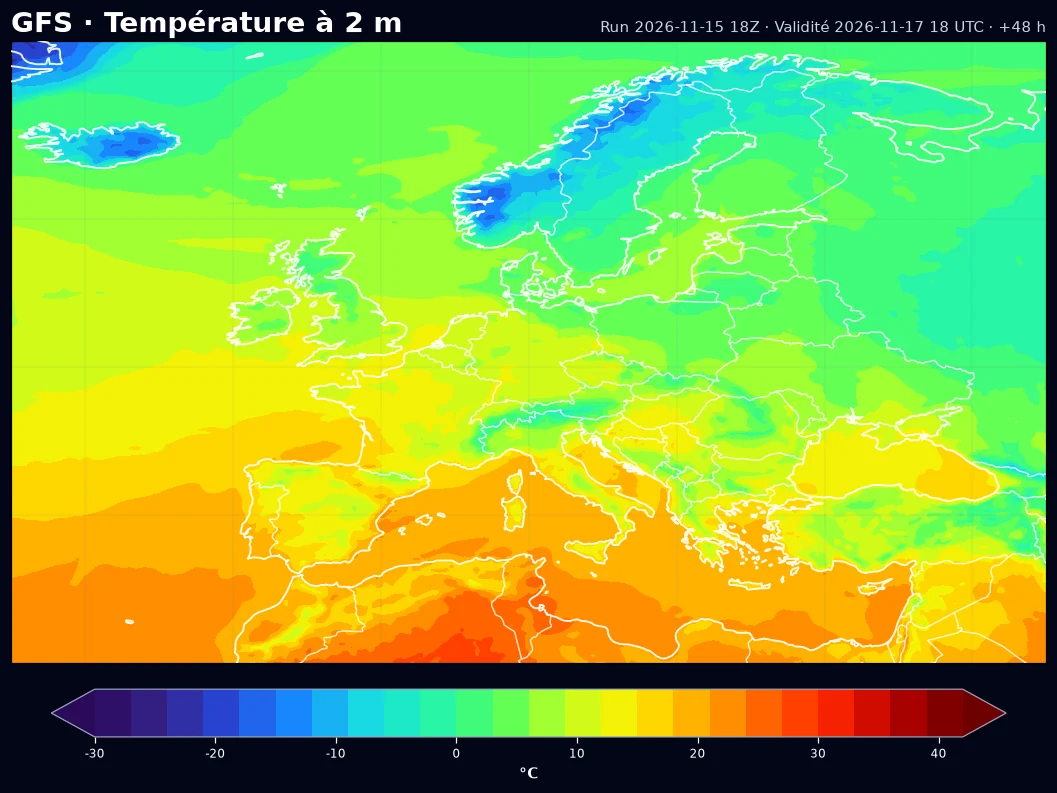 GFS · Température à 2 m
Run 2026-11-15 18Z · Validité 2026-11-17 18 UTC · +48 h
-30 -20 -10 0 10 20 30 40
°C